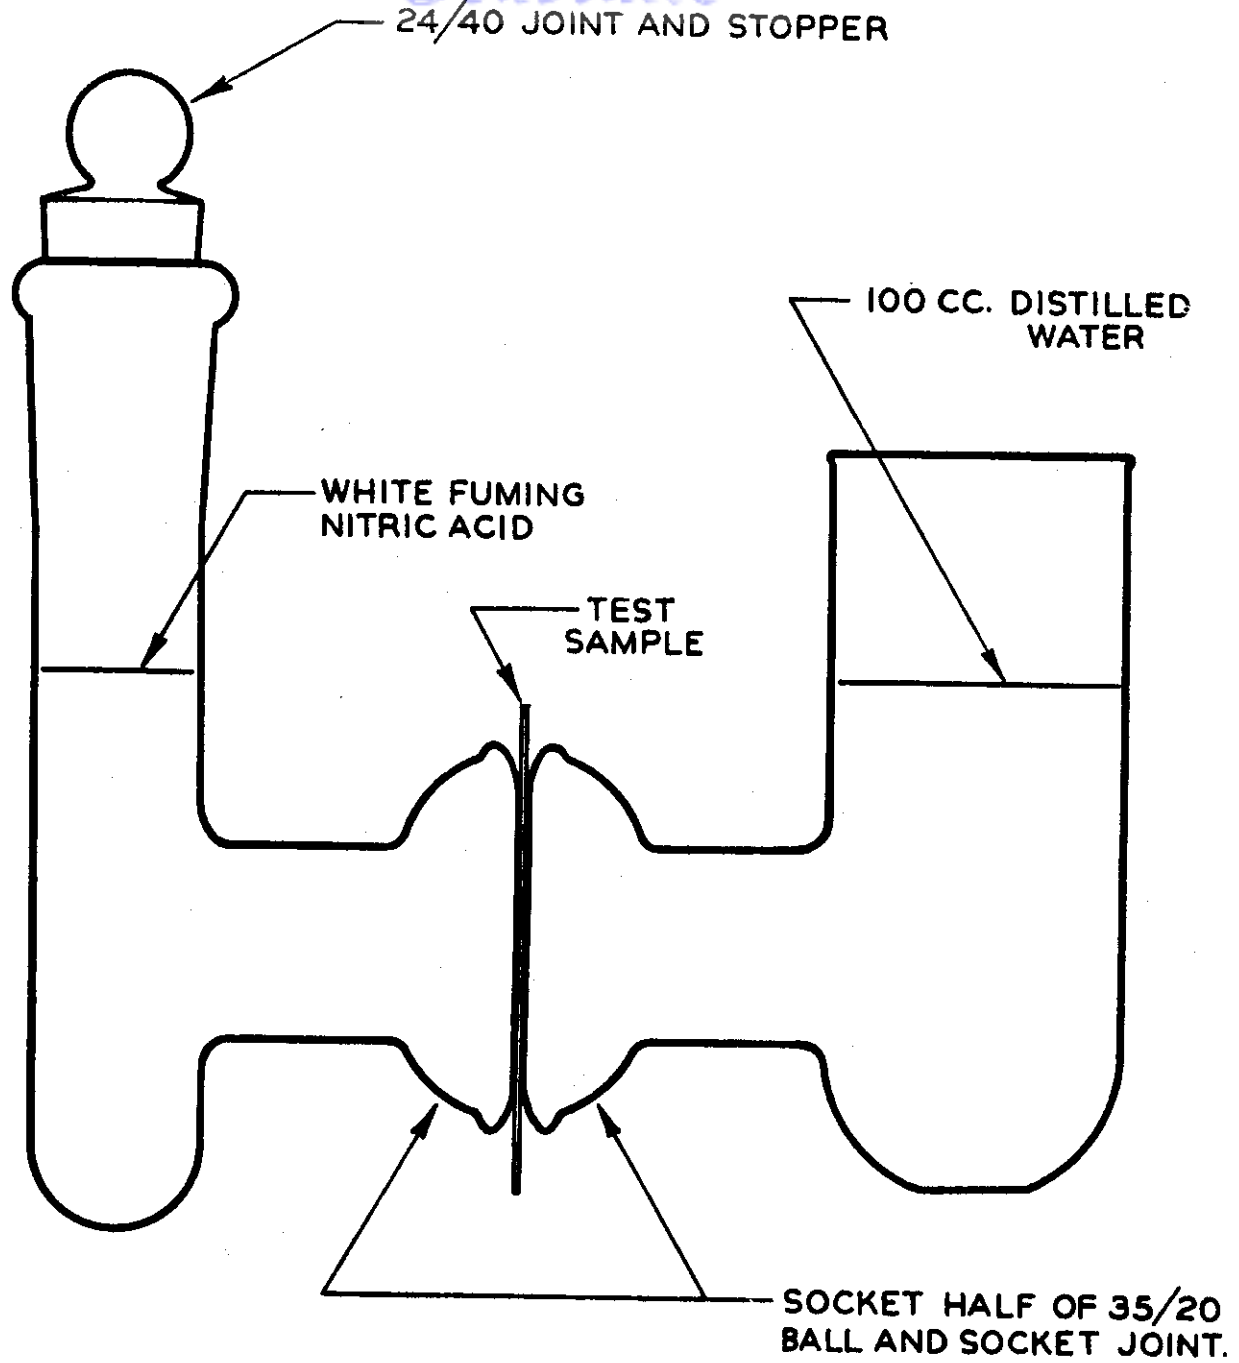 24/40 JOINT AND STOPPER
100 CC. DISTILLED
WATER
WHITE FUMING
NITRIC ACID
TEST
SAMPLE
SOCKET HALF OF 35/20
BALL AND SOCKET JOINT.